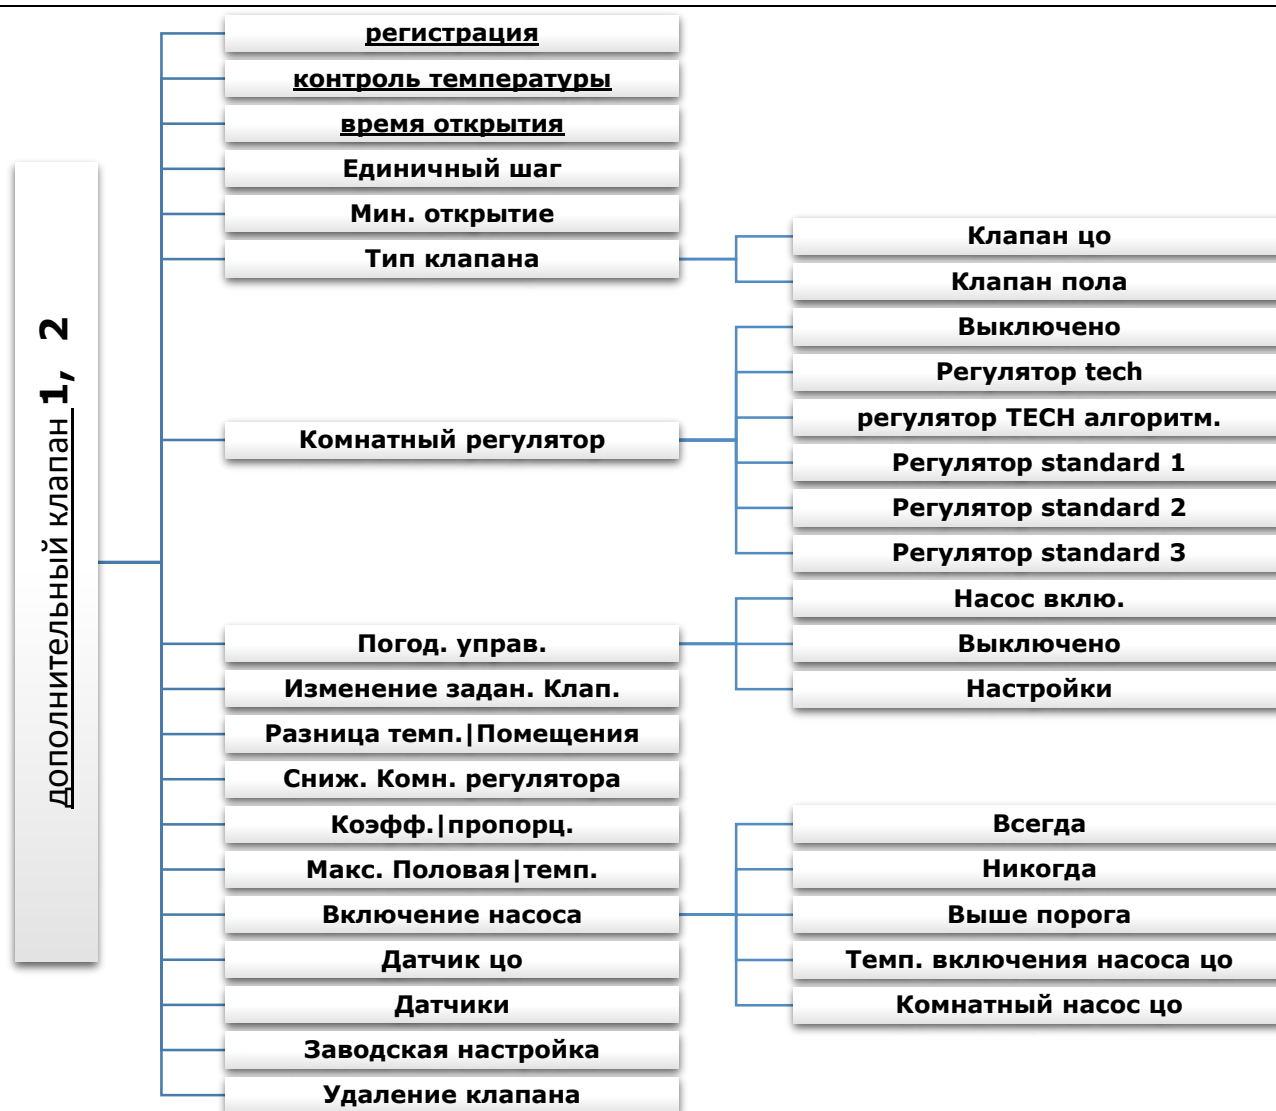 дополнительный клапан 1, 2
регистрация
контроль температуры
время открытия
Единичный шаг
Мин. открытие
Тип клапана
Клапан цо
Клапан пола
Комнатный регулятор
Выключено
Регулятор tech
регулятор TECH алгоритм.
Регулятор standard 1
Регулятор standard 2
Регулятор standard 3
Погод. управ.
Насос вклю.
Выключено
Настройки
Изменение задан. Клап.
Разница темп.|Помещения
Сниж. Комн. регулятора
Коэфф.|пропорц.
Макс. Половая|темп.
Включение насоса
Всегда
Никогда
Выше порога
Темп. включения насоса цо
Комнатный насос цо
Датчик цо
Датчики
Заводская настройка
Удаление клапана